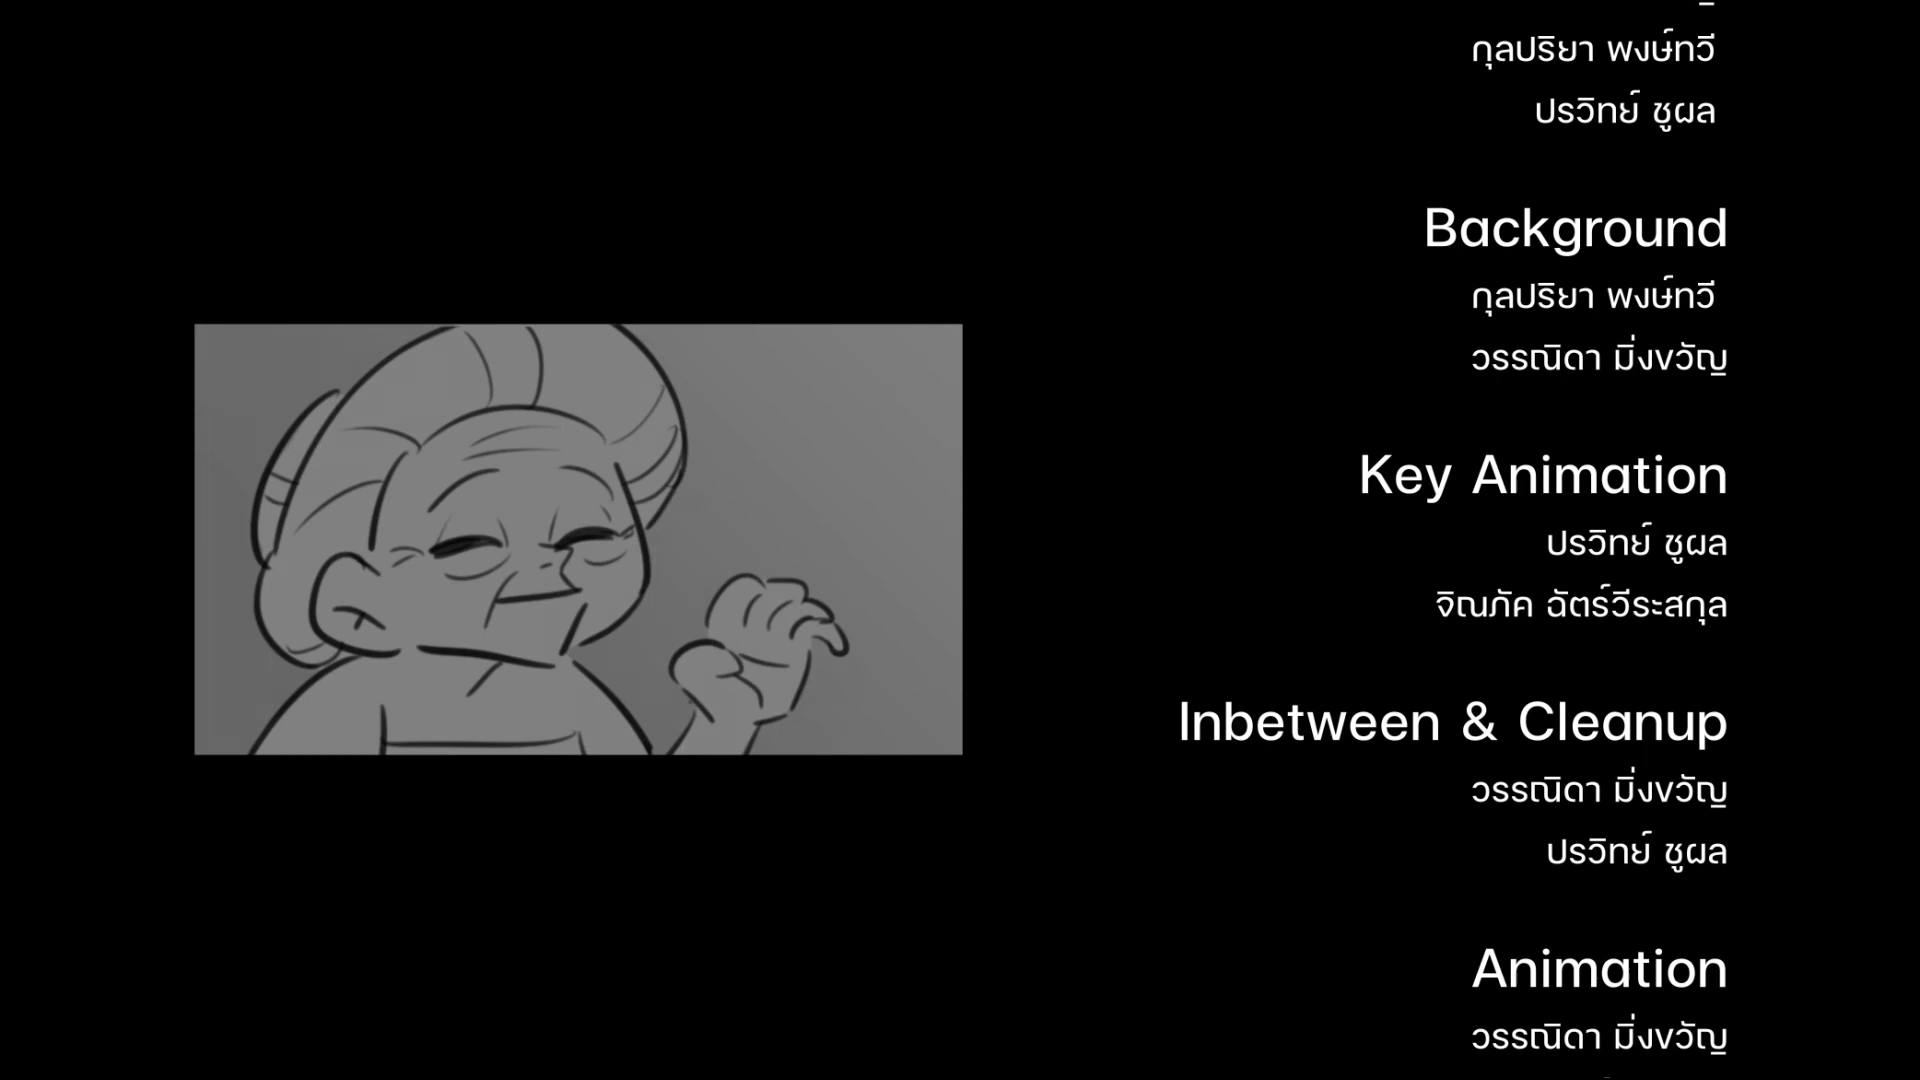 กุลปริยา พงษ์ทวี
ปรวิทย์ ชูผล
Background
กุลปริยา พงษ์ทวี
วรรณิดา มิ่งขวัญ
Key Animation
ปรวิทย์ ชูผล
จิณภัค ฉัตร์วีระสกุล
Inbetween & Cleanup
วรรณิดา มิ่งขวัญ
ปรวิทย์ ชูผล
Animation
วรรณิดา มิ่งขวัญ